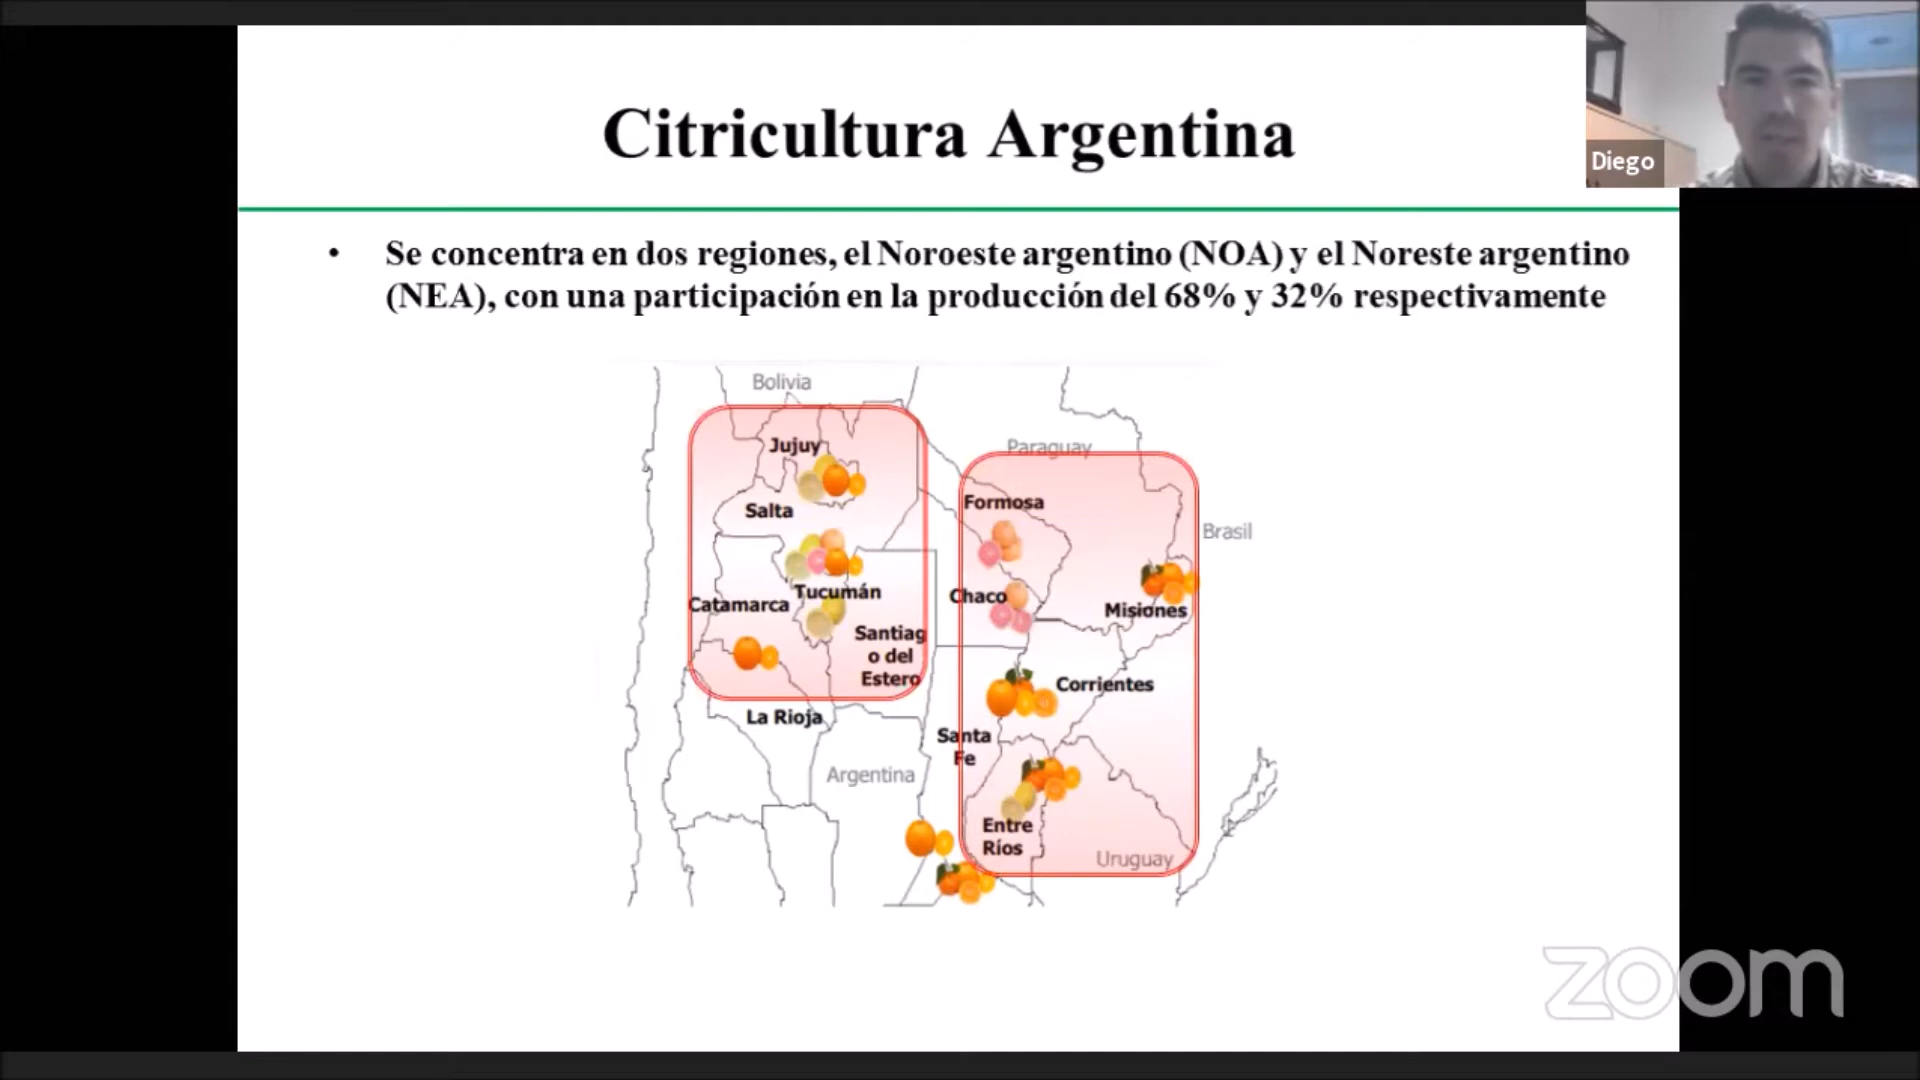 Citricultura Argentina
Diego
• Se concentra en dos regiones, el Noroeste argentino (NOA) y el Noreste argentino
(NEA), con una participación en la producción del 68% y 32% respectivamente
Bolivia
Jujuy
Paraguay
Salta
Formosa
Brasil
Tucumán
Catamarca
Chaco
Misiones
Santiag
o del
Estero
Corrientes
La Rioja
Santa
Fe
Argentina
Entre
Ríos
Uruguay
zoom